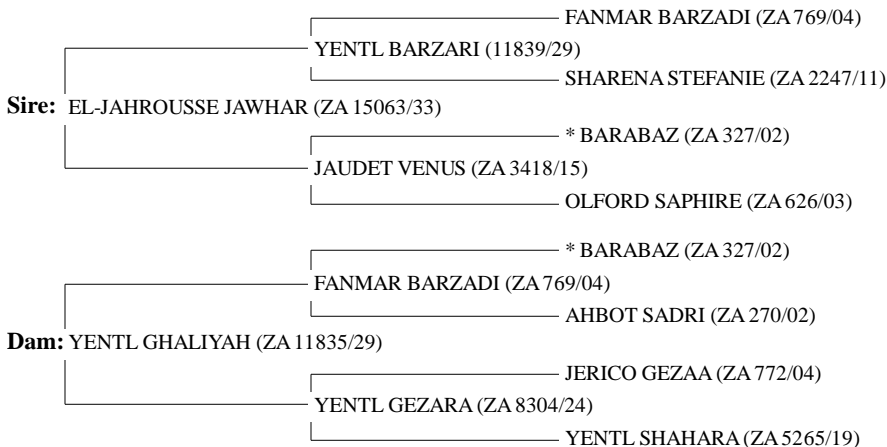 FANMAR BARZADI (ZA 769/04)
YENTL BARZARI (11839/29)
SHARENA STEFANIE (ZA 2247/11)
Sire: EL-JAHROUSSE JAWHAR (ZA 15063/33)
* BARABAZ (ZA 327/02)
JAUDET VENUS (ZA 3418/15)
OLFORD SAPHIRE (ZA 626/03)
* BARABAZ (ZA 327/02)
FANMAR BARZADI (ZA 769/04)
AHBOT SADRI (ZA 270/02)
Dam: YENTL GHALIYAH (ZA 11835/29)
JERICO GEZAA (ZA 772/04)
YENTL GEZARA (ZA 8304/24)
YENTL SHAHARA (ZA 5265/19)